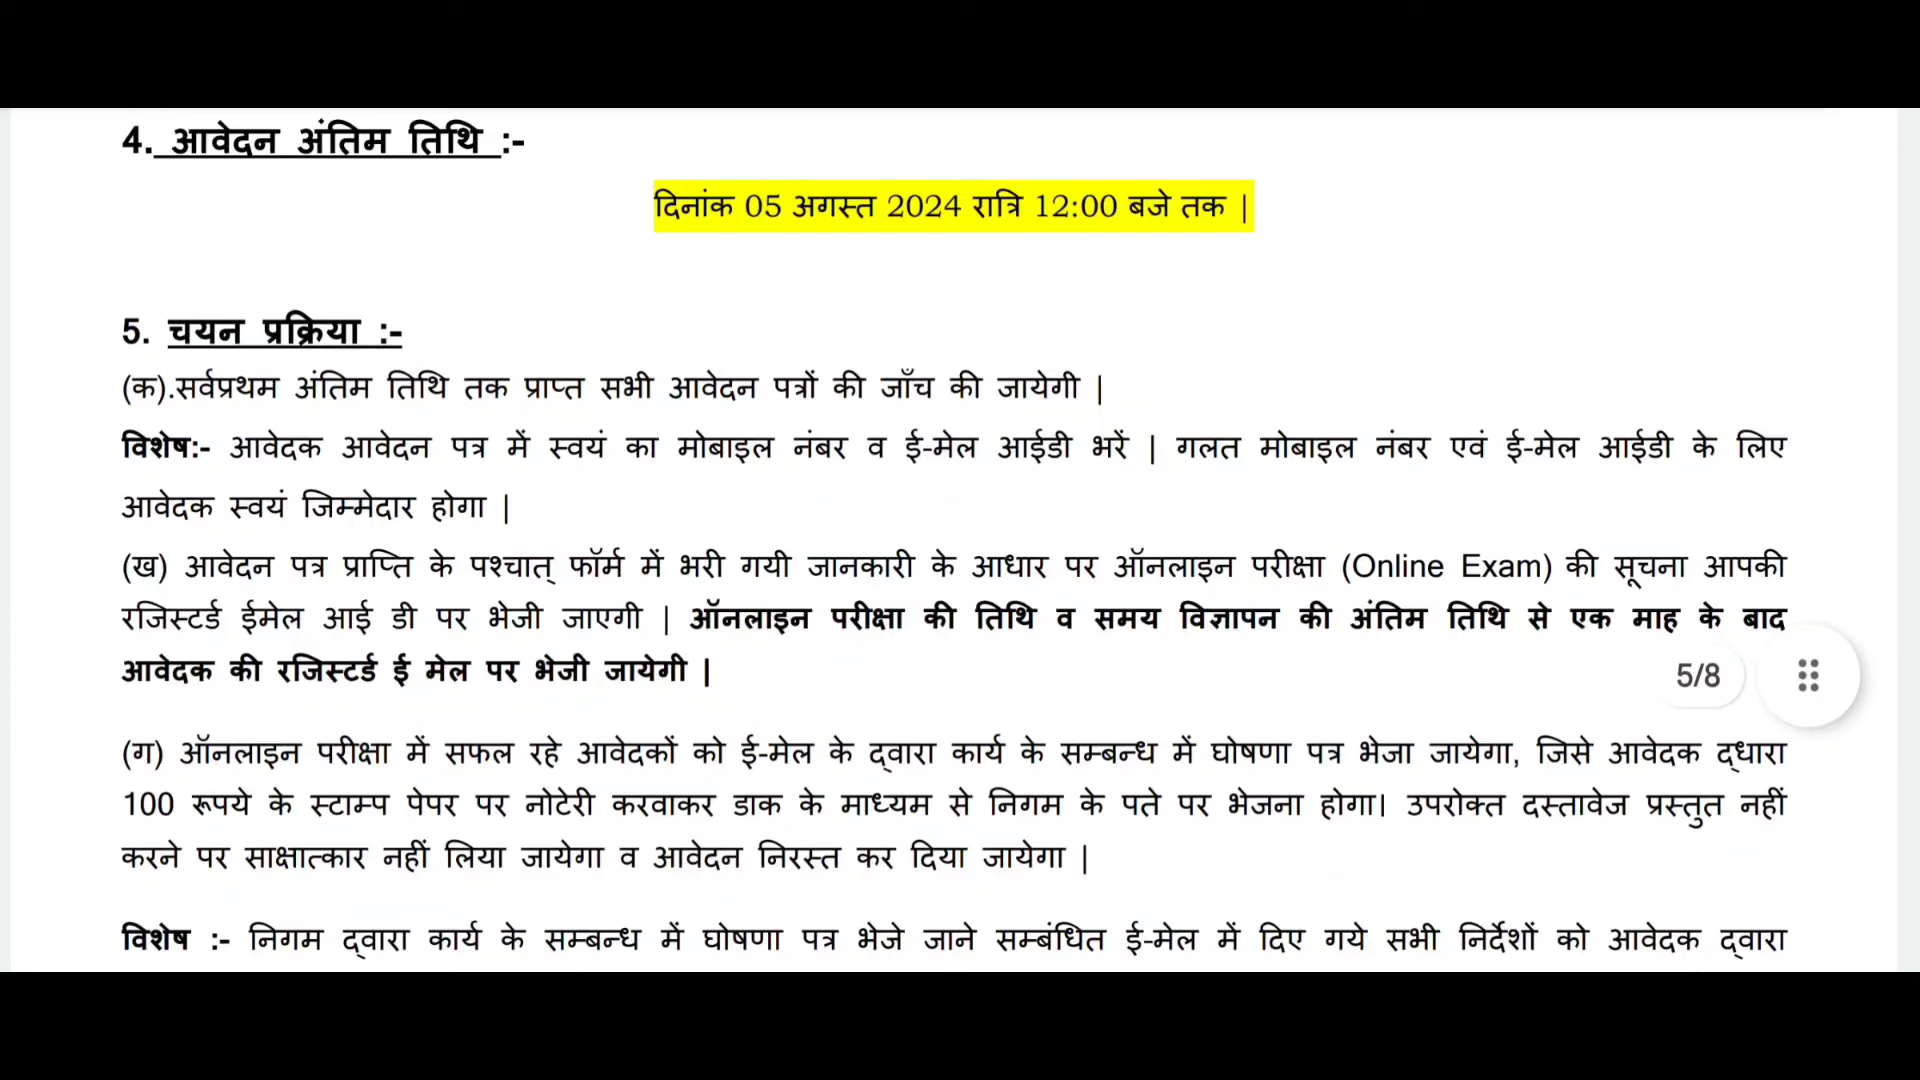 4. आवेदन अंतिम तिथि :-
दिनांक 05 अगस्त 2024 रात्रि 12:00 बजे तक |
5. चयन प्रक्रिया :-
(क).सर्वप्रथम अंतिम तिथि तक प्राप्त सभी आवेदन पत्रों की जाँच की जायेगी |
विशेष:- आवेदक आवेदन पत्र में स्वयं का मोबाइल नंबर व ई-मेल आईडी भरें | गलत मोबाइल नंबर एवं ई-मेल आईडी के लिए
आवेदक स्वयं जिम्मेदार होगा |
(ख) आवेदन पत्र प्राप्ति के पश्चात् फॉर्म में भरी गयी जानकारी के आधार पर ऑनलाइन परीक्षा (Online Exam) की सूचना आपकी
रजिस्टर्ड ईमेल आई डी पर भेजी जाएगी | ऑनलाइन परीक्षा की तिथि व समय विज्ञापन की अंतिम तिथि से एक माह के बाद
आवेदक की रजिस्टर्ड ई मेल पर भेजी जायेगी |
5/8
(ग) ऑनलाइन परीक्षा में सफल रहे आवेदकों को ई-मेल के द्वारा कार्य के सम्बन्ध में घोषणा पत्र भेजा जायेगा, जिसे आवेदक द्धारा
100 रूपये के स्टाम्प पेपर पर नोटेरी करवाकर डाक के माध्यम से निगम के पते पर भेजना होगा| उपरोक्त दस्तावेज प्रस्तुत नहीं
करने पर साक्षात्कार नहीं लिया जायेगा व आवेदन निरस्त कर दिया जायेगा |
विशेष :- निगम द्वारा कार्य के सम्बन्ध में घोषणा पत्र भेजे जाने सम्बंधित ई-मेल में दिए गये सभी निर्देशों को आवेदक द्वारा